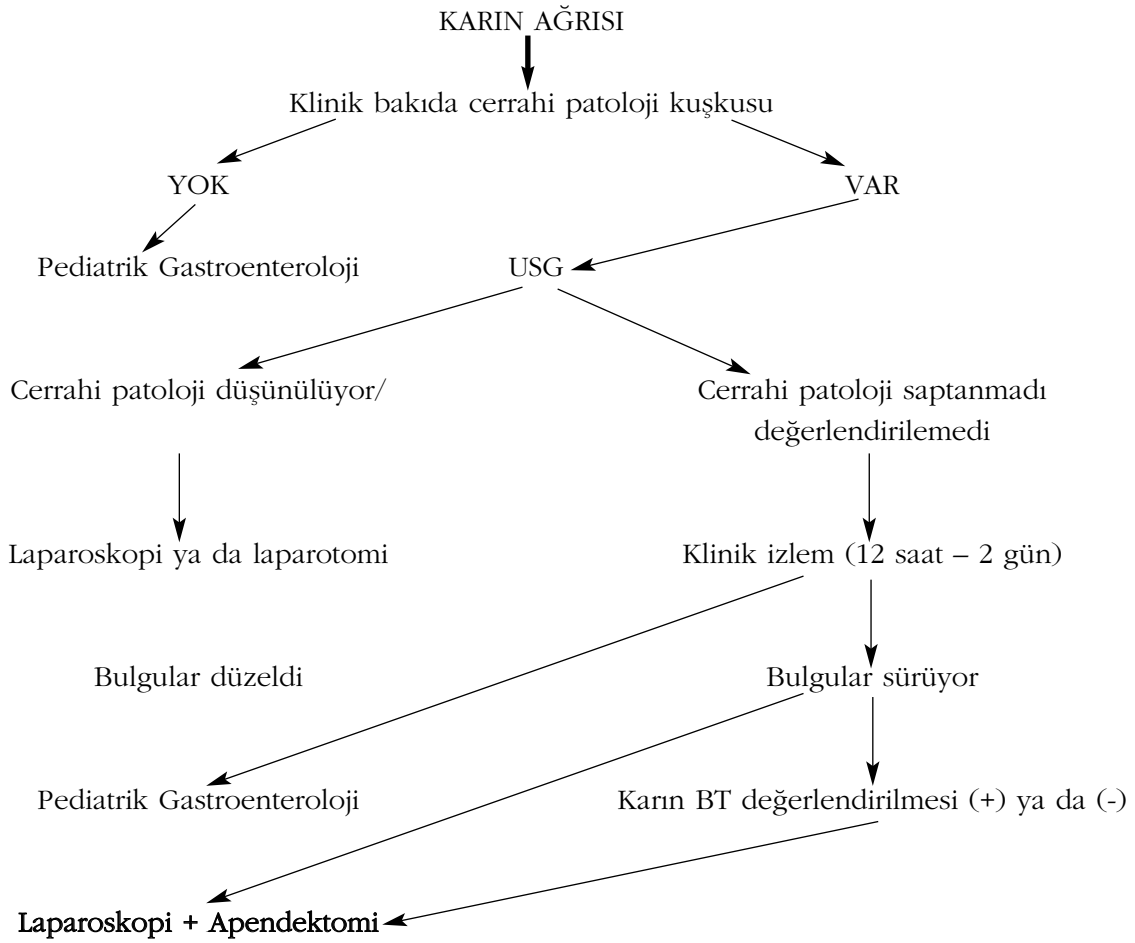 KARIN AĞRISI
Klinik bakıda cerrahi patoloji kuşkusu
YOK
VAR
Pediatrik Gastroenteroloji
USG
Cerrahi patoloji düşünülüyor/
Cerrahi patoloji saptanmadı
değerlendirilemedi
Laparoskopi ya da laparotomi
Klinik izlem (12 saat – 2 gün)
Bulgular düzeldi
Bulgular sürüyor
Pediatrik Gastroenteroloji
Karın BT değerlendirilmesi (+) ya da (-)
Laparoskopi + Apendektomi